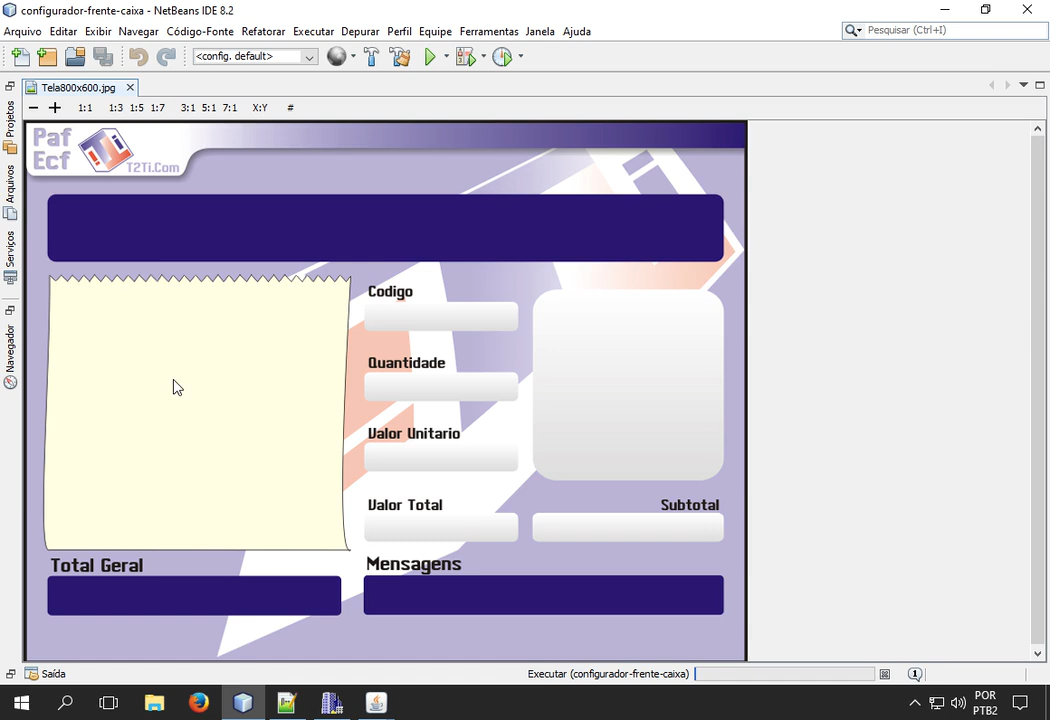 configurador-frente-caixa - NetBeans IDE 8.2
Arquivo Editar Exibir Navegar Código-Fonte Refatorar Executar Depurar Perfil Equipe Ferramentas Janela Ajuda
Pesquisar (Ctrl+I)
<config. default>
Tela800x600.jpg
1:1 1:3 1:5 1:7 3:1 5:1 7:1 X:Y #
Projetos
Arquivos
Serviços
Navegador
Paf
Ecf
T2Ti.Com
Codigo
Quantidade
Valor Unitario
Valor Total
Subtotal
Total Geral
Mensagens
Saída
Executar (configurador-frente-caixa)
1
POR
PTB2